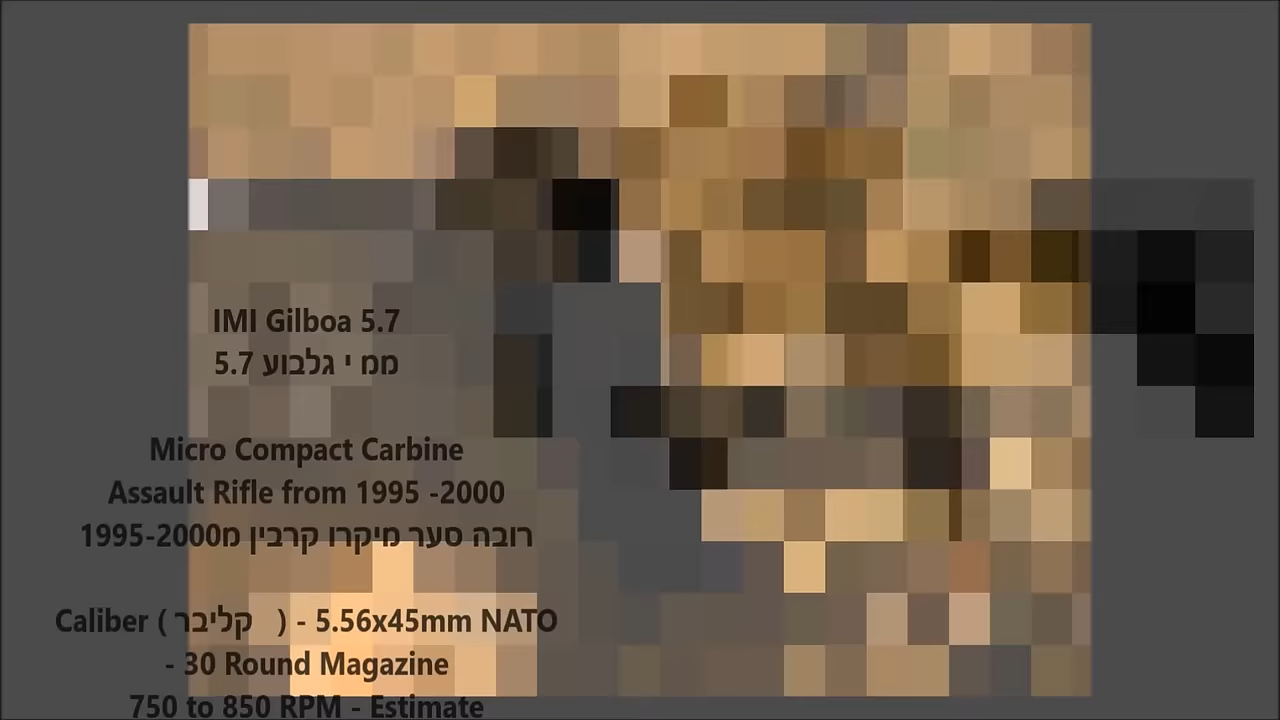 IMI Gilboa 5.7
ממ י גלבוע 5.7
Micro Compact Carbine
Assault Rifle from 1995 -2000
רובה סער מיקרו קרבין מ1995-2000
Caliber ( קליבר ) - 5.56x45mm NATO
- 30 Round Magazine
750 to 850 RPM - Estimate